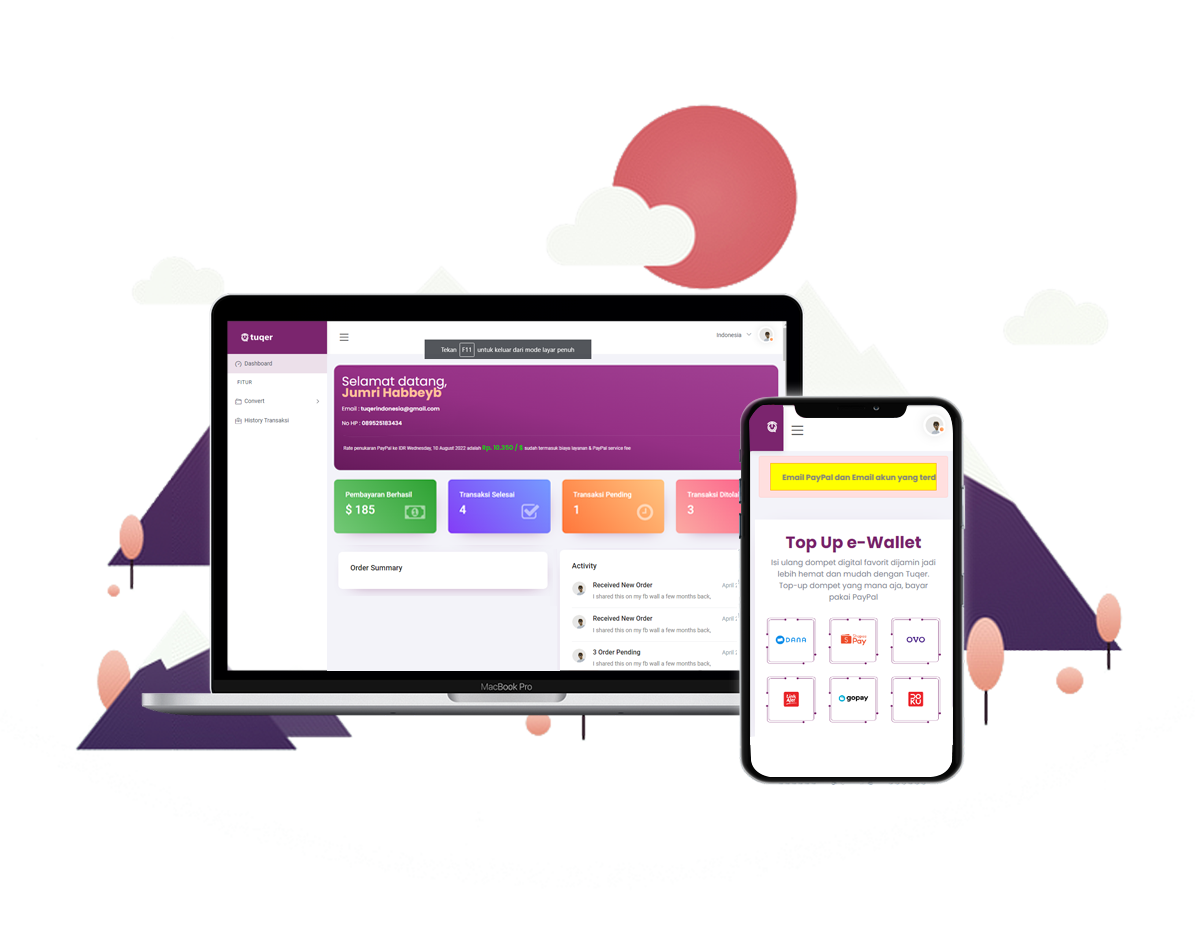 tuqer
Indonesia
Tekan F11 untuk keluar dari mode layar penuh
Dashboard
FITUR
Convert
History Transaksi
Selamat datang,
Jumri Habbeyb
Email : tuqerindonesia@gmail.com
No HP : 089525183434
Rate penukaran PayPal ke IDR Wednesday, 10 August 2022 adalah Rp. 10.350 / $ sudah termasuk biaya layanan & PayPal service fee
Pembayaran Berhasil
$ 185
Transaksi Selesai
4
Transaksi Pending
1
Transaksi Ditola
3
Order Summary
Activity
Received New Order
April
I shared this on my fb wall a few months back,
Received New Order
April
I shared this on my fb wall a few months back,
3 Order Pending
April
I shared this on my fb wall a few months back,
MacBook Pro
Email PayPal dan Email akun yang terd
Top Up e-Wallet
Isi ulang dompet digital favorit dijamin jadi
lebih hemat dan mudah dengan Tuqer.
Top-up dompet yang mana aja, bayar
pakai PayPal
DANA
Pay
OVO
gopay
DOKU